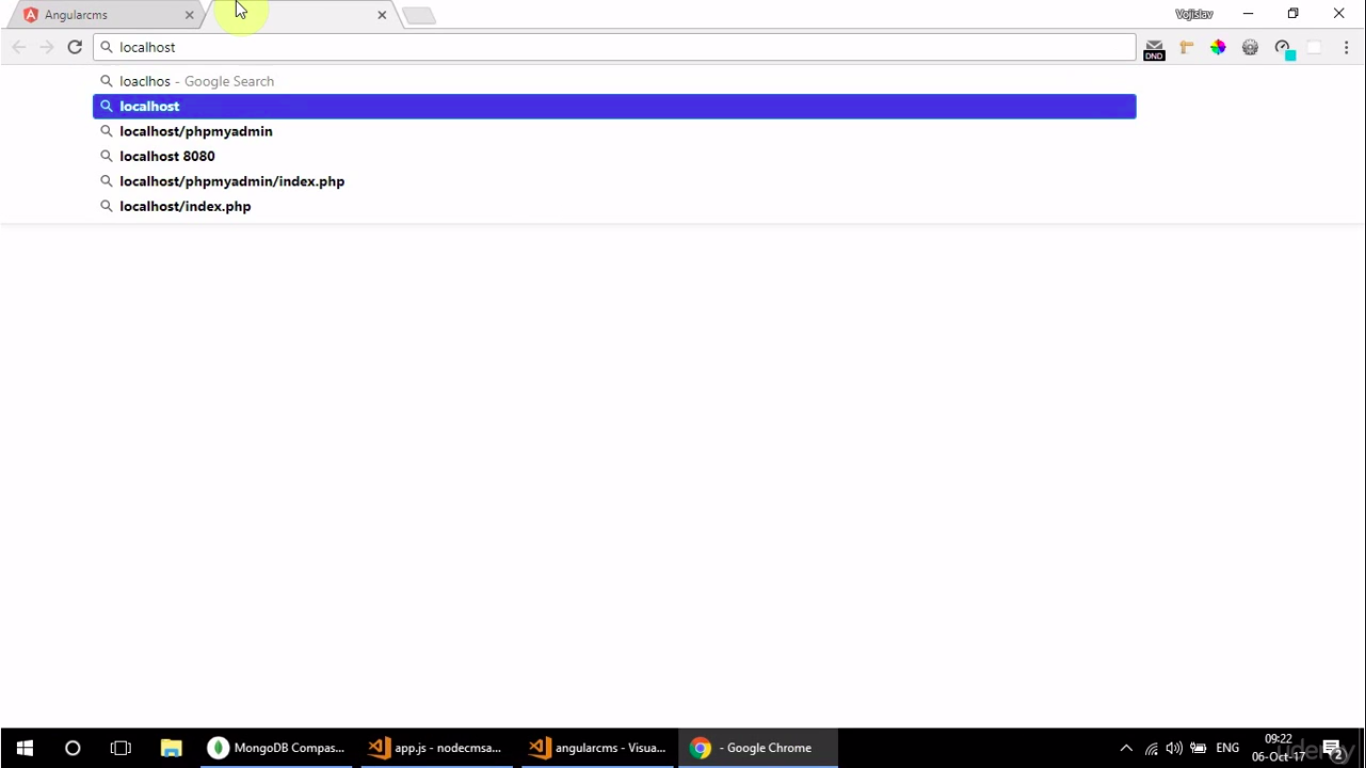 Angularcms
Vojislav
localhost
DND
loaclhos - Google Search
localhost
localhost/phpmyadmin
localhost 8080
localhost/phpmyadmin/index.php
localhost/index.php
MongoDB Compas...
app.js - nodecmsa...
angularcms - Visua...
- Google Chrome
ENG
09:22
06-Oct-17
2
udemy